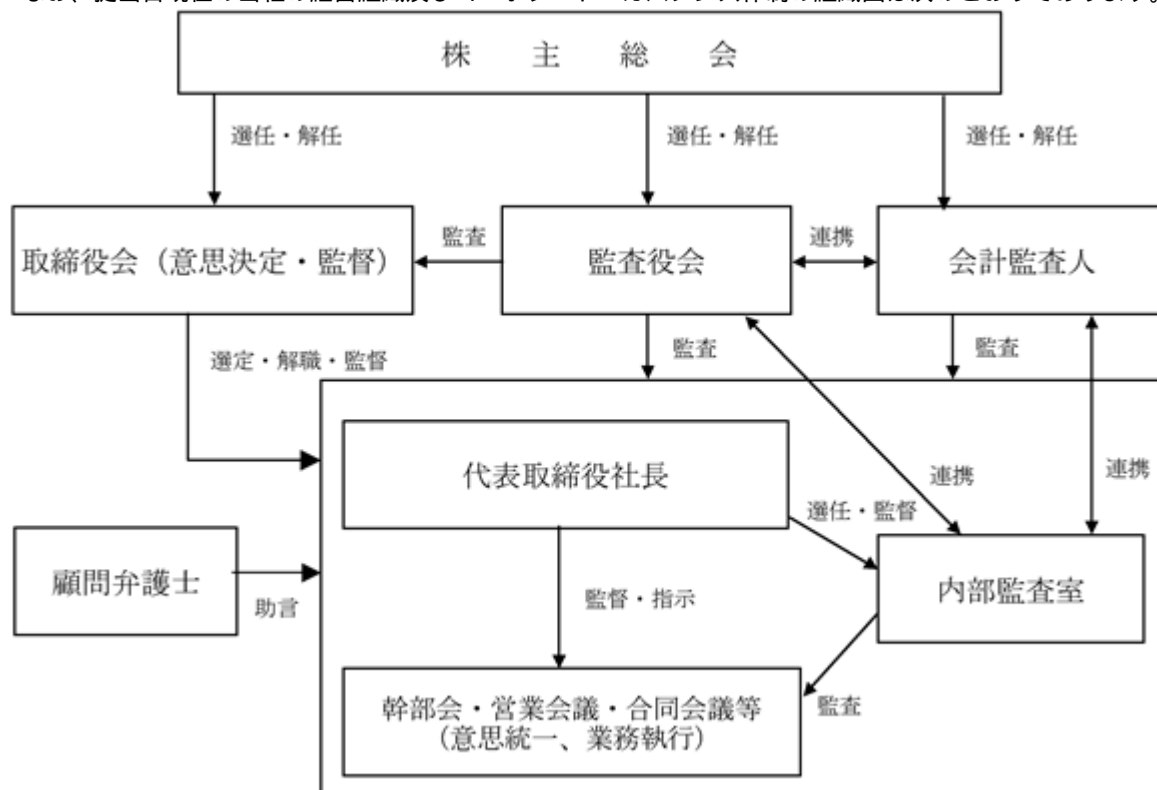 株主総会
選任・解任
選任・解任
選任・解任
取締役会（意思決定・監督）
監査
監査役会
連携
会計監査人
選定・解職・監督
監査
監査
代表取締役社長
連携
連携
選任・監督
顧問弁護士
助言
監督・指示
内部監査室
幹部会・営業会議・合同会議等
（意思統一、業務執行）
監査